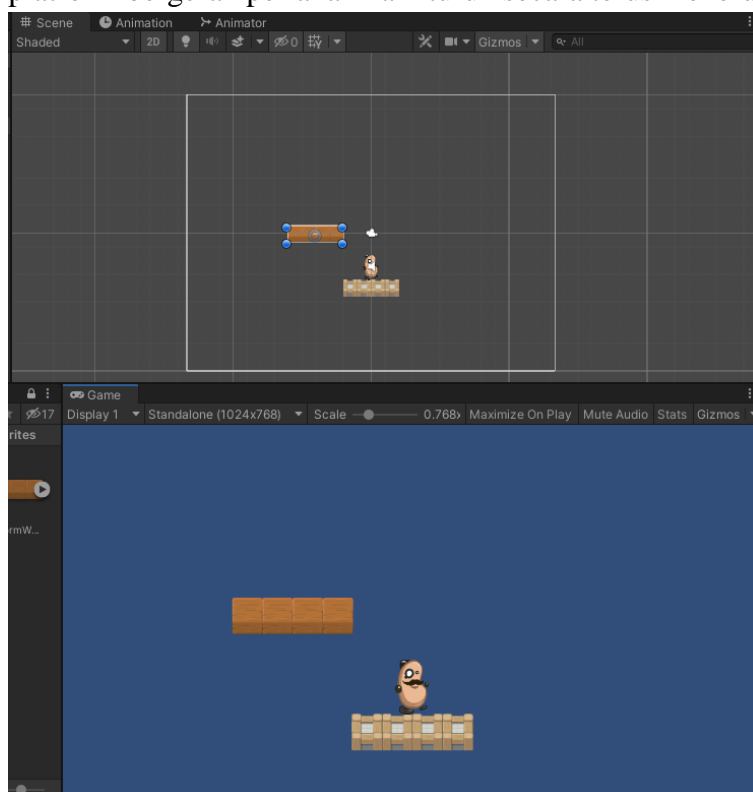 Scene Animation Animator
Shaded 2D 0 Gizmos All
Game
17 Display 1 Standalone (1024x768) Scale 0.768x Maximize On Play Mute Audio Stats Gizmos
rites
rmW...